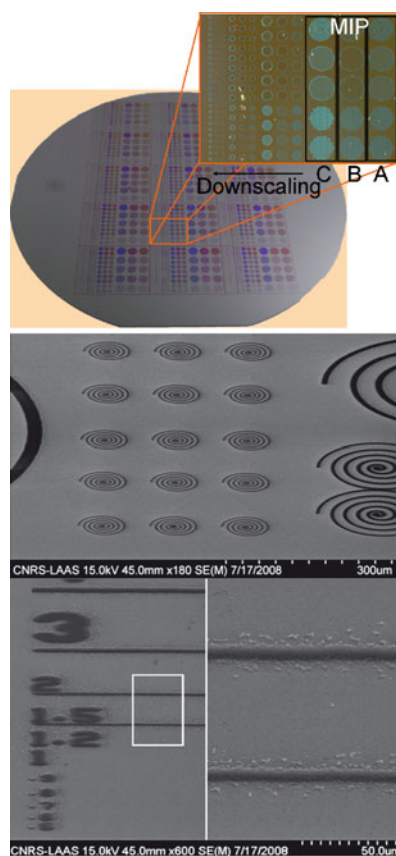 MIP
Downscaling
C B A
CNRS-LAAS 15.0kV 45.0mm x180 SE(M) 7/17/2008 300um
3
2
1.5
1.2
CNRS-LAAS 15.0kV 45.0mm x600 SE(M) 7/17/2008 50.0um